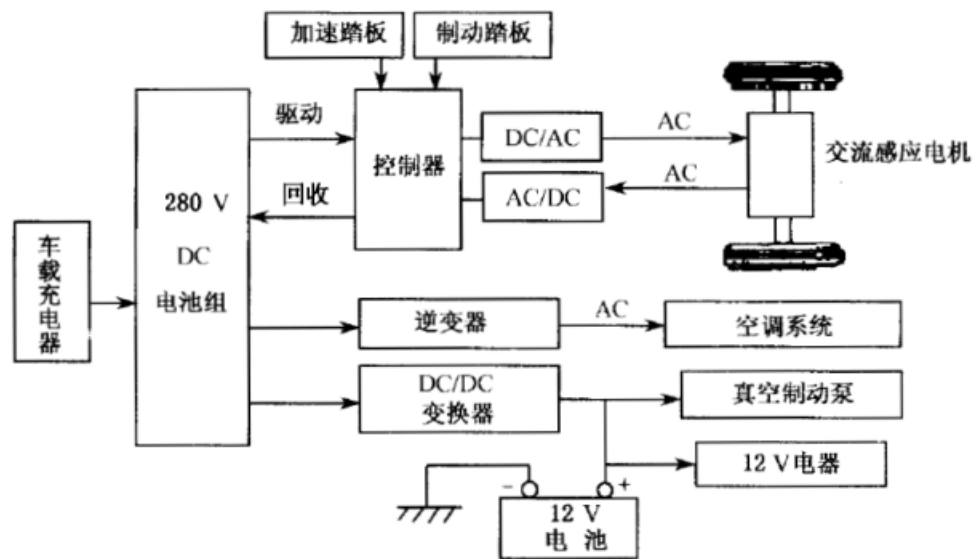 加速踏板
制动踏板
驱动
回收
控制器
DC/AC
AC/DC
AC
AC
交流感应电机
280 V
DC
电池组
车载充电器
逆变器
AC
空调系统
DC/DC
变换器
真空制动泵
12 V电器
−
+
12 V
电 池